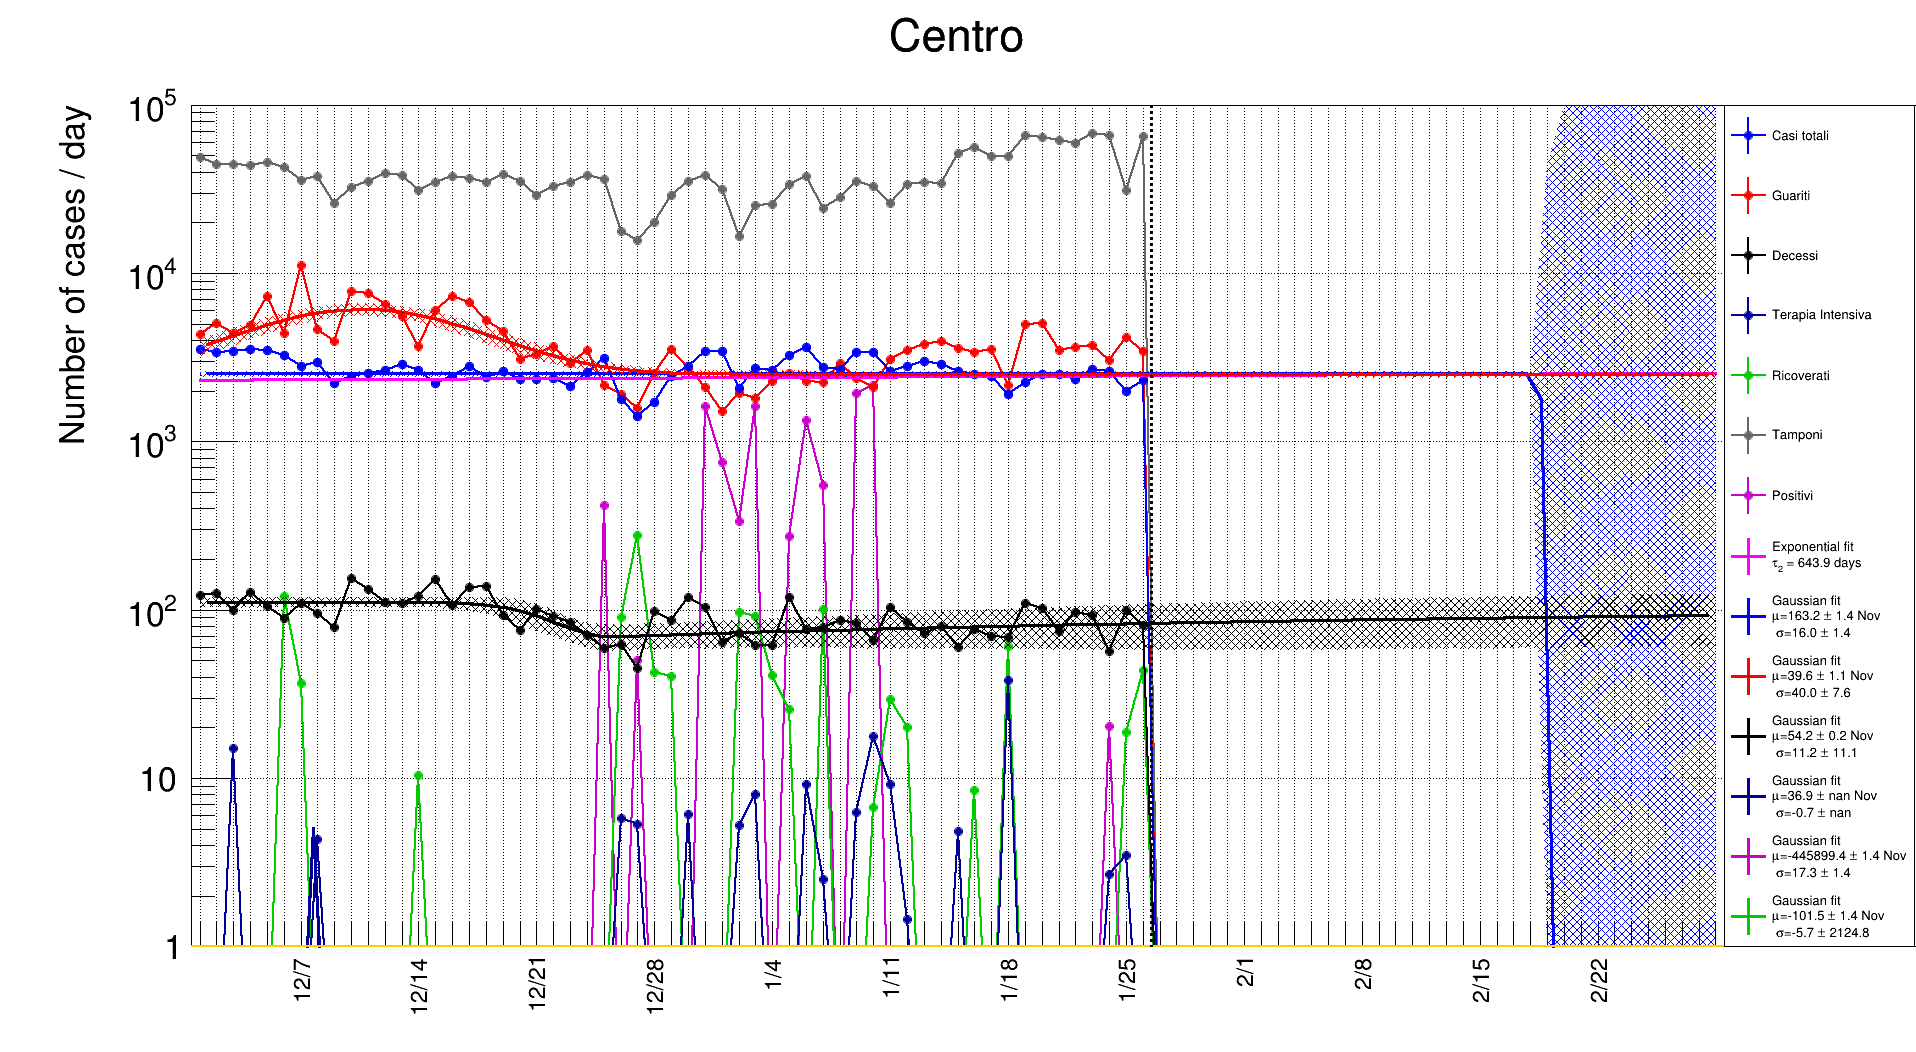 Centro
Number of cases / day
10^5
10^4
10^3
10^2
10
1
12/7
12/14
12/21
12/28
1/4
1/11
1/18
1/25
2/1
2/8
2/15
2/22
Casi totali
Guariti
Decessi
Terapia Intensiva
Ricoverati
Tamponi
Positivi
Exponential fit
τ_2 = 643.9 days
Gaussian fit
μ=163.2 ± 1.4 Nov
σ=16.0 ± 1.4
Gaussian fit
μ=39.6 ± 1.1 Nov
σ=40.0 ± 7.6
Gaussian fit
μ=54.2 ± 0.2 Nov
σ=11.2 ± 11.1
Gaussian fit
μ=36.9 ± nan Nov
σ=-0.7 ± nan
Gaussian fit
μ=-445899.4 ± 1.4 Nov
σ=17.3 ± 1.4
Gaussian fit
μ=-101.5 ± 1.4 Nov
σ=-5.7 ± 2124.8